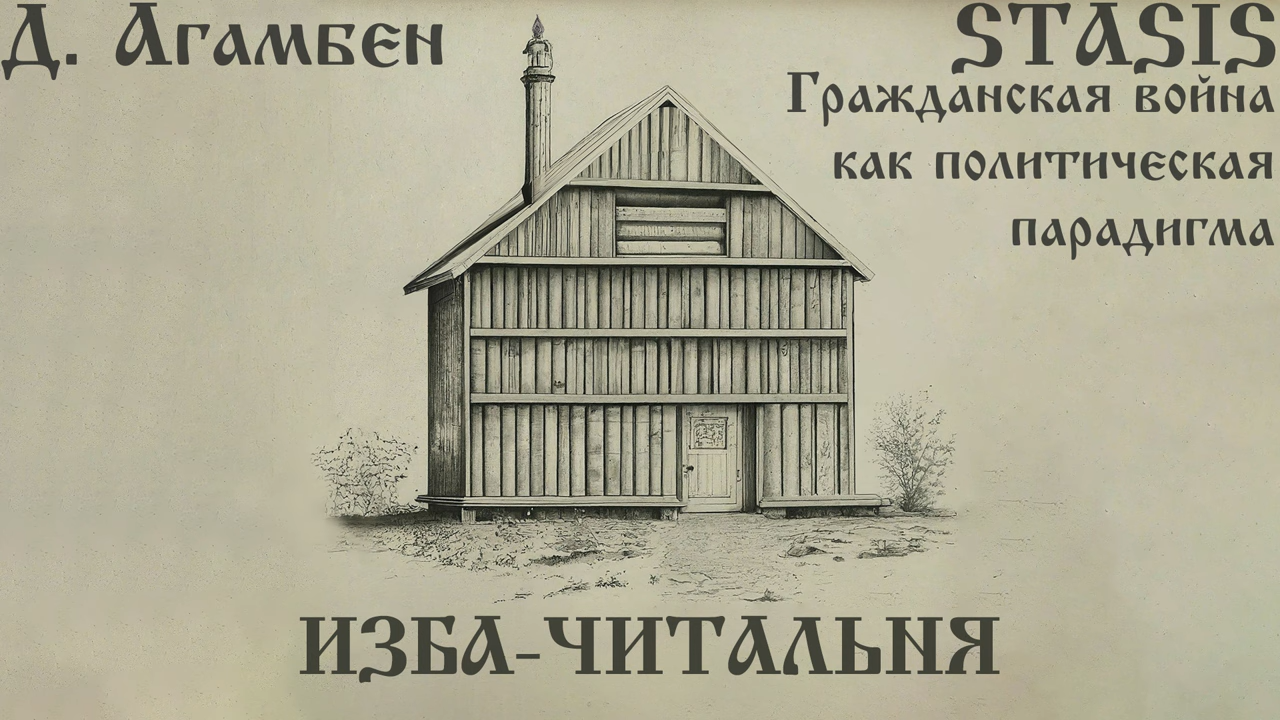 Д. Агамбен
STASIS
Гражданская война
как политическая
парадигма
ИЗБА-ЧИТАЛЬНЯ